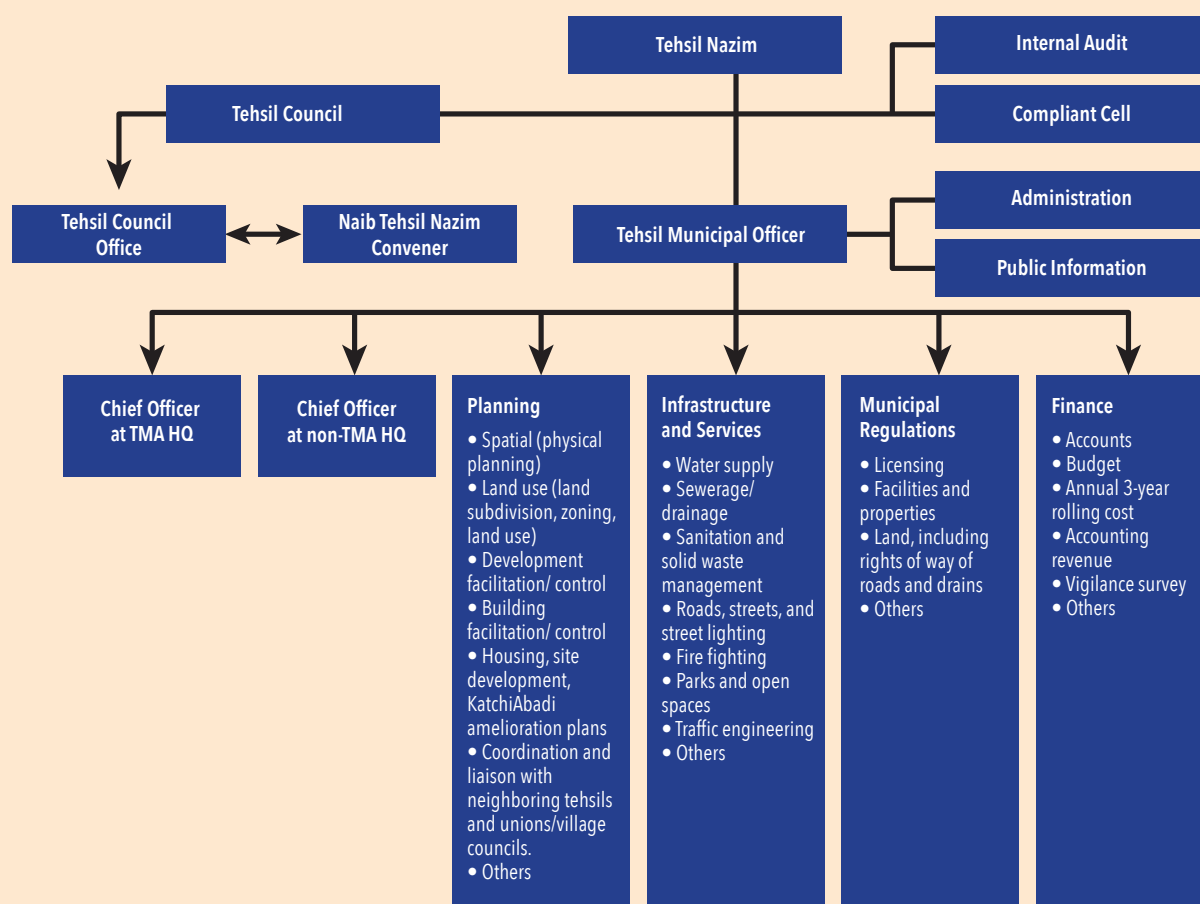 Tehsil Nazim
Internal Audit
Tehsil Council
Compliant Cell
Tehsil Council
Office
Naib Tehsil Nazim
Convener
Tehsil Municipal Officer
Administration
Public Information
Chief Officer
at TMA HQ
Chief Officer
at non-TMA HQ
Planning
• Spatial (physical
planning)
• Land use (land
subdivision, zoning,
land use)
• Development
facilitation/ control
• Building
facilitation/ control
• Housing, site
development,
KatchiAbadi
amelioration plans
• Coordination and
liaison with
neighboring tehsils
and unions/village
councils.
• Others
Infrastructure
and Services
• Water supply
• Sewerage/
drainage
• Sanitation and
solid waste
management
• Roads, streets, and
street lighting
• Fire fighting
• Parks and open
spaces
• Traffic engineering
• Others
Municipal
Regulations
• Licensing
• Facilities and
properties
• Land, including
rights of way of
roads and drains
• Others
Finance
• Accounts
• Budget
• Annual 3-year
rolling cost
• Accounting
revenue
• Vigilance survey
• Others